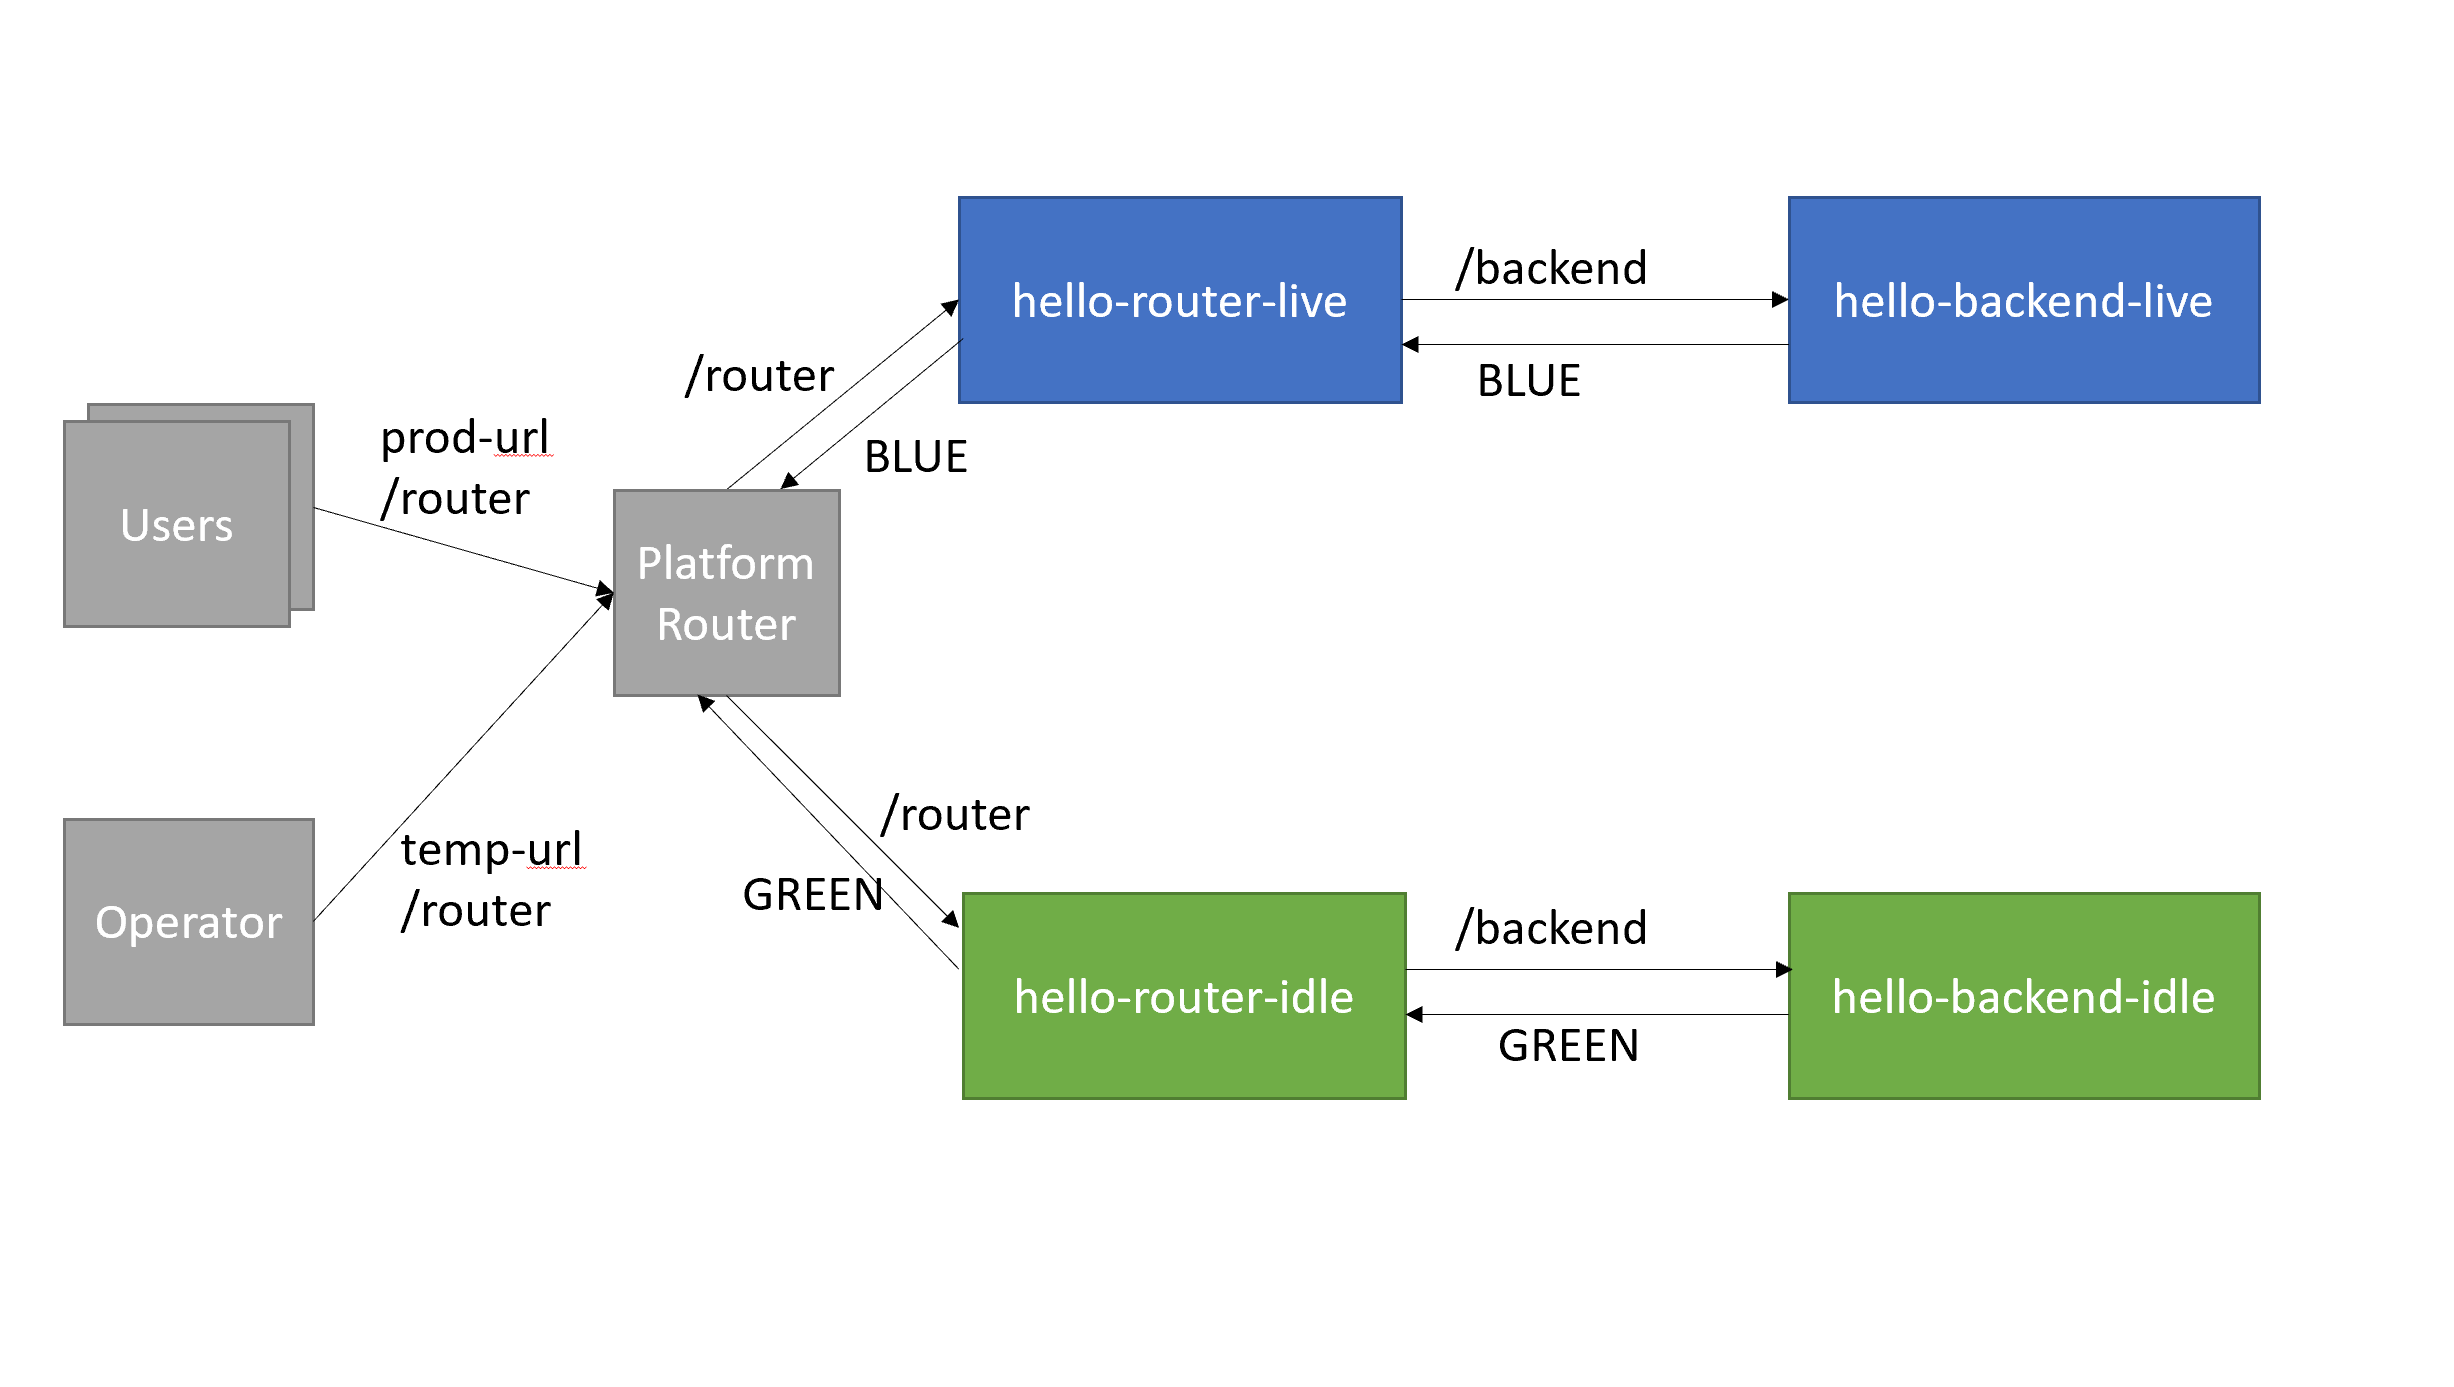 hello-router-live
/backend
hello-backend-live
BLUE
/router
BLUE
prod-url
/router
Users
Platform
Router
temp-url
/router
Operator
/router
GREEN
hello-router-idle
/backend
hello-backend-idle
GREEN